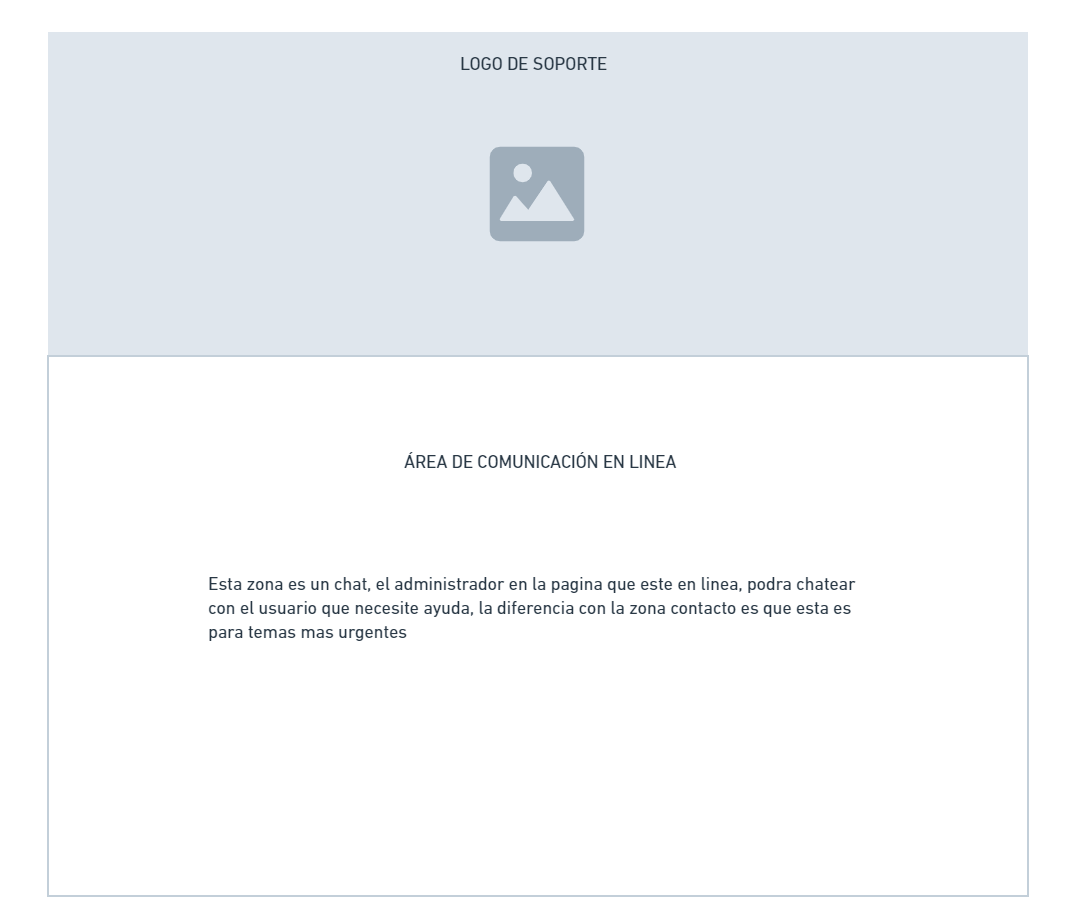 LOGO DE SOPORTE
ÁREA DE COMUNICACIÓN EN LINEA
Esta zona es un chat, el administrador en la pagina que este en linea, podra chatear
con el usuario que necesite ayuda, la diferencia con la zona contacto es que esta es
para temas mas urgentes